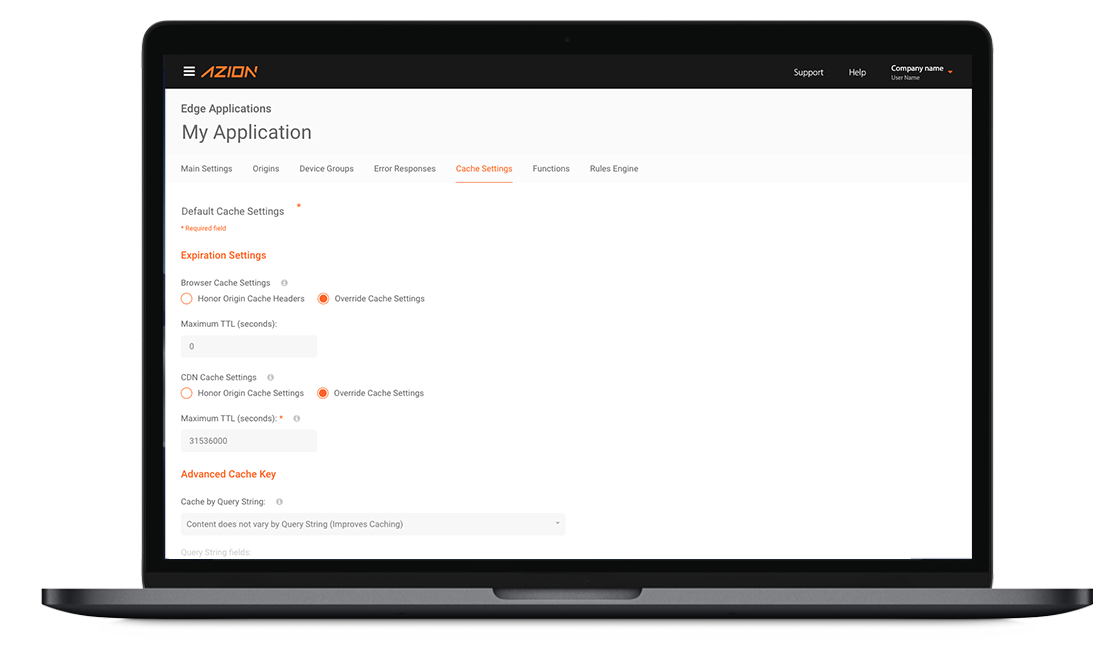 AZION
Support Help Company name
User Name
Edge Applications
My Application
Main Settings Origins Device Groups Error Responses Cache Settings Functions Rules Engine
Default Cache Settings *
* Required field
Expiration Settings
Browser Cache Settings
Honor Origin Cache Headers Override Cache Settings
Maximum TTL (seconds):
0
CDN Cache Settings
Honor Origin Cache Settings Override Cache Settings
Maximum TTL (seconds): *
31536000
Advanced Cache Key
Cache by Query String:
Content does not vary by Query String (Improves Caching)
Query String fields: